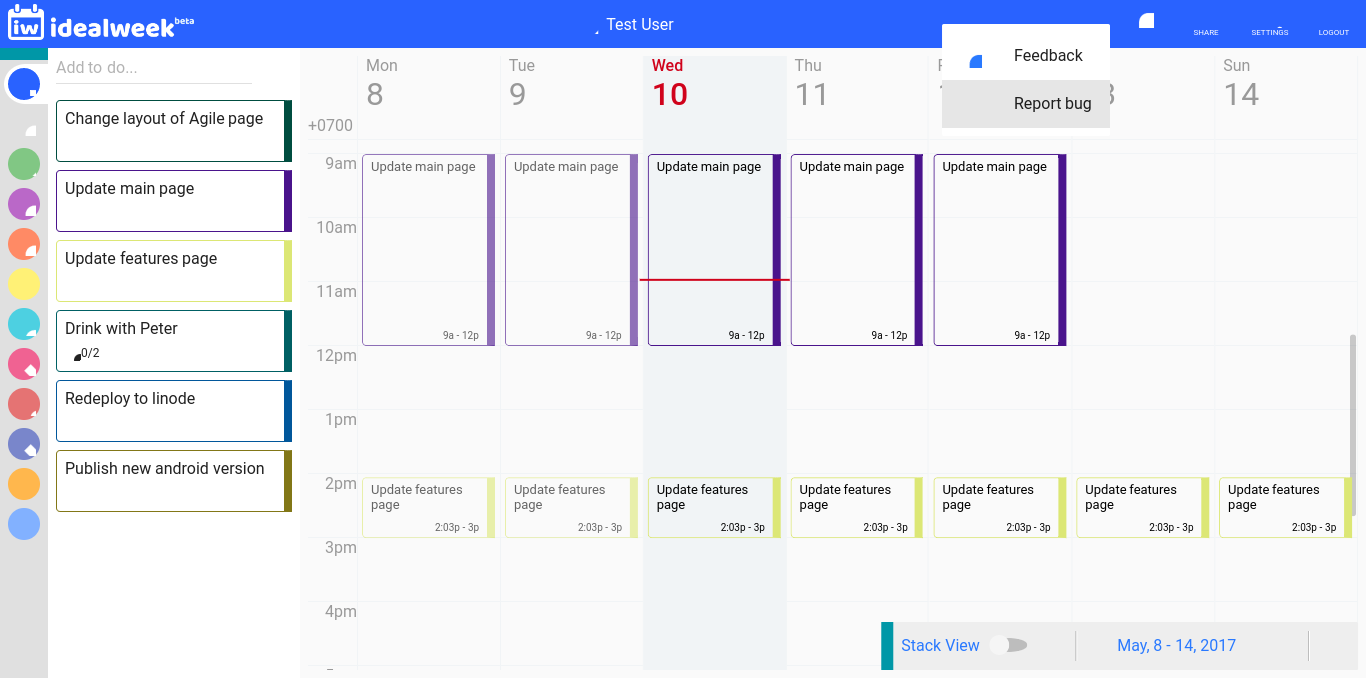 iw idealweek beta
Test User
SHARE
SETTINGS
LOGOUT
Feedback
Report bug
Add to do...
Change layout of Agile page
Update main page
Update features page
Drink with Peter
0/2
Redeploy to linode
Publish new android version
Mon
8
Tue
9
Wed
10
Thu
11
Sun
14
+0700
9am
10am
11am
12pm
1pm
2pm
3pm
4pm
Update main page
9a - 12p
Update main page
9a - 12p
Update main page
9a - 12p
Update main page
9a - 12p
Update main page
9a - 12p
Update features
page
2:03p - 3p
Update features
page
2:03p - 3p
Update features
page
2:03p - 3p
Update features
page
2:03p - 3p
Update features
page
2:03p - 3p
Update features
page
2:03p - 3p
Update features
page
2:03p - 3p
Stack View
May, 8 - 14, 2017